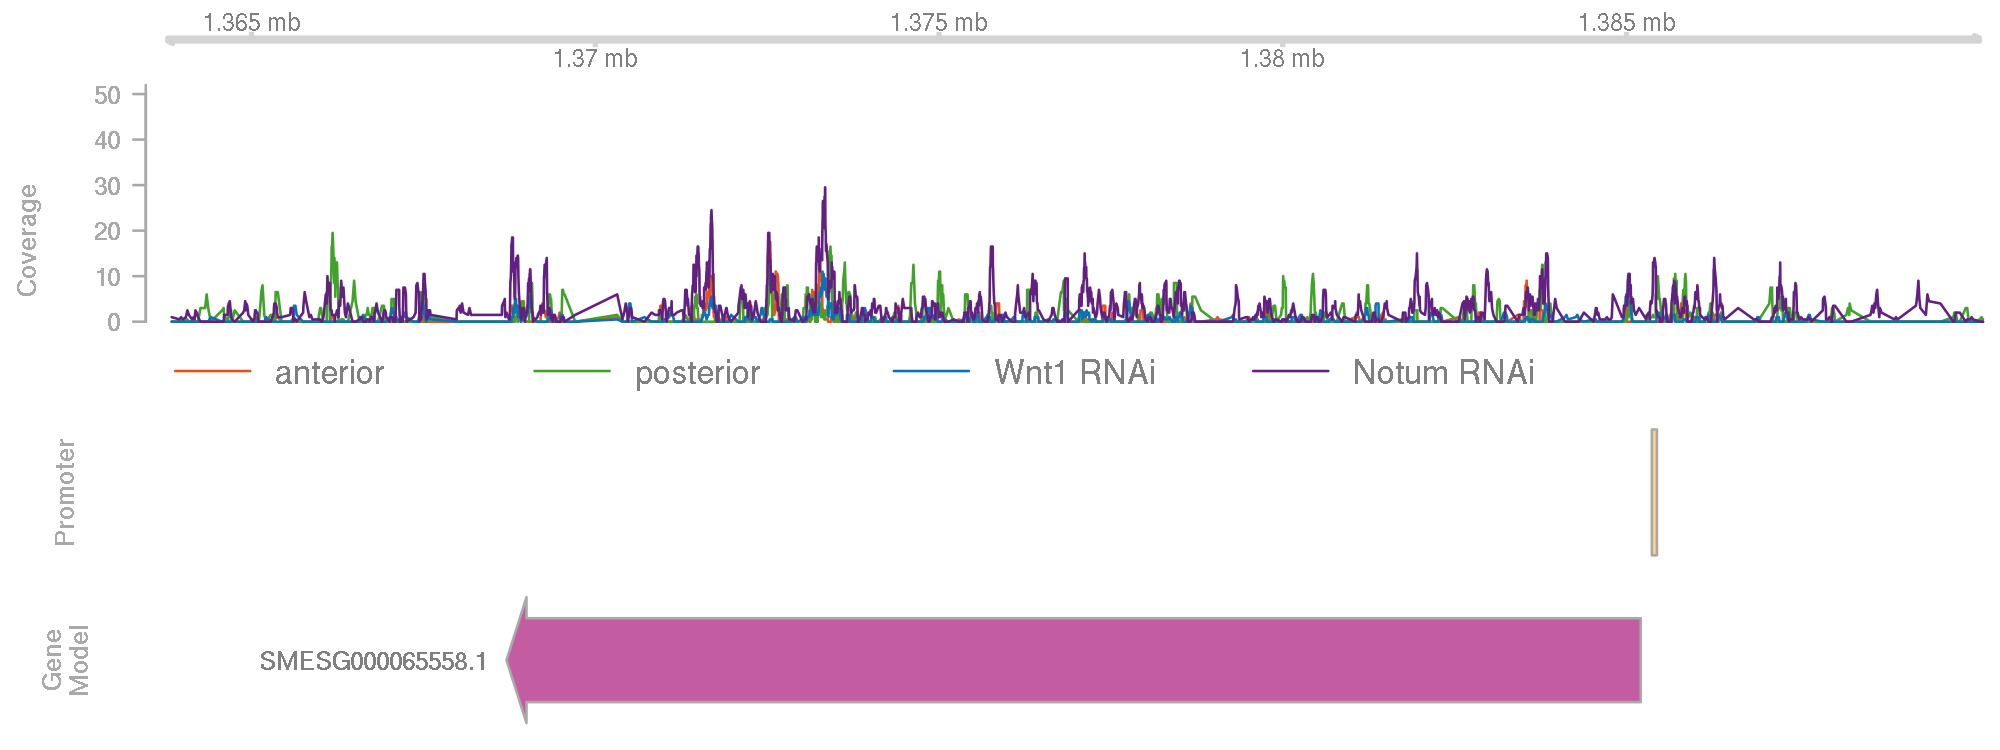 1.365 mb
1.375 mb
1.385 mb
1.37 mb
1.38 mb
Coverage
50
40
30
20
10
0
anterior
posterior
Wnt1 RNAi
Notum RNAi
Promoter
Gene
Model
SMESG000065558.1